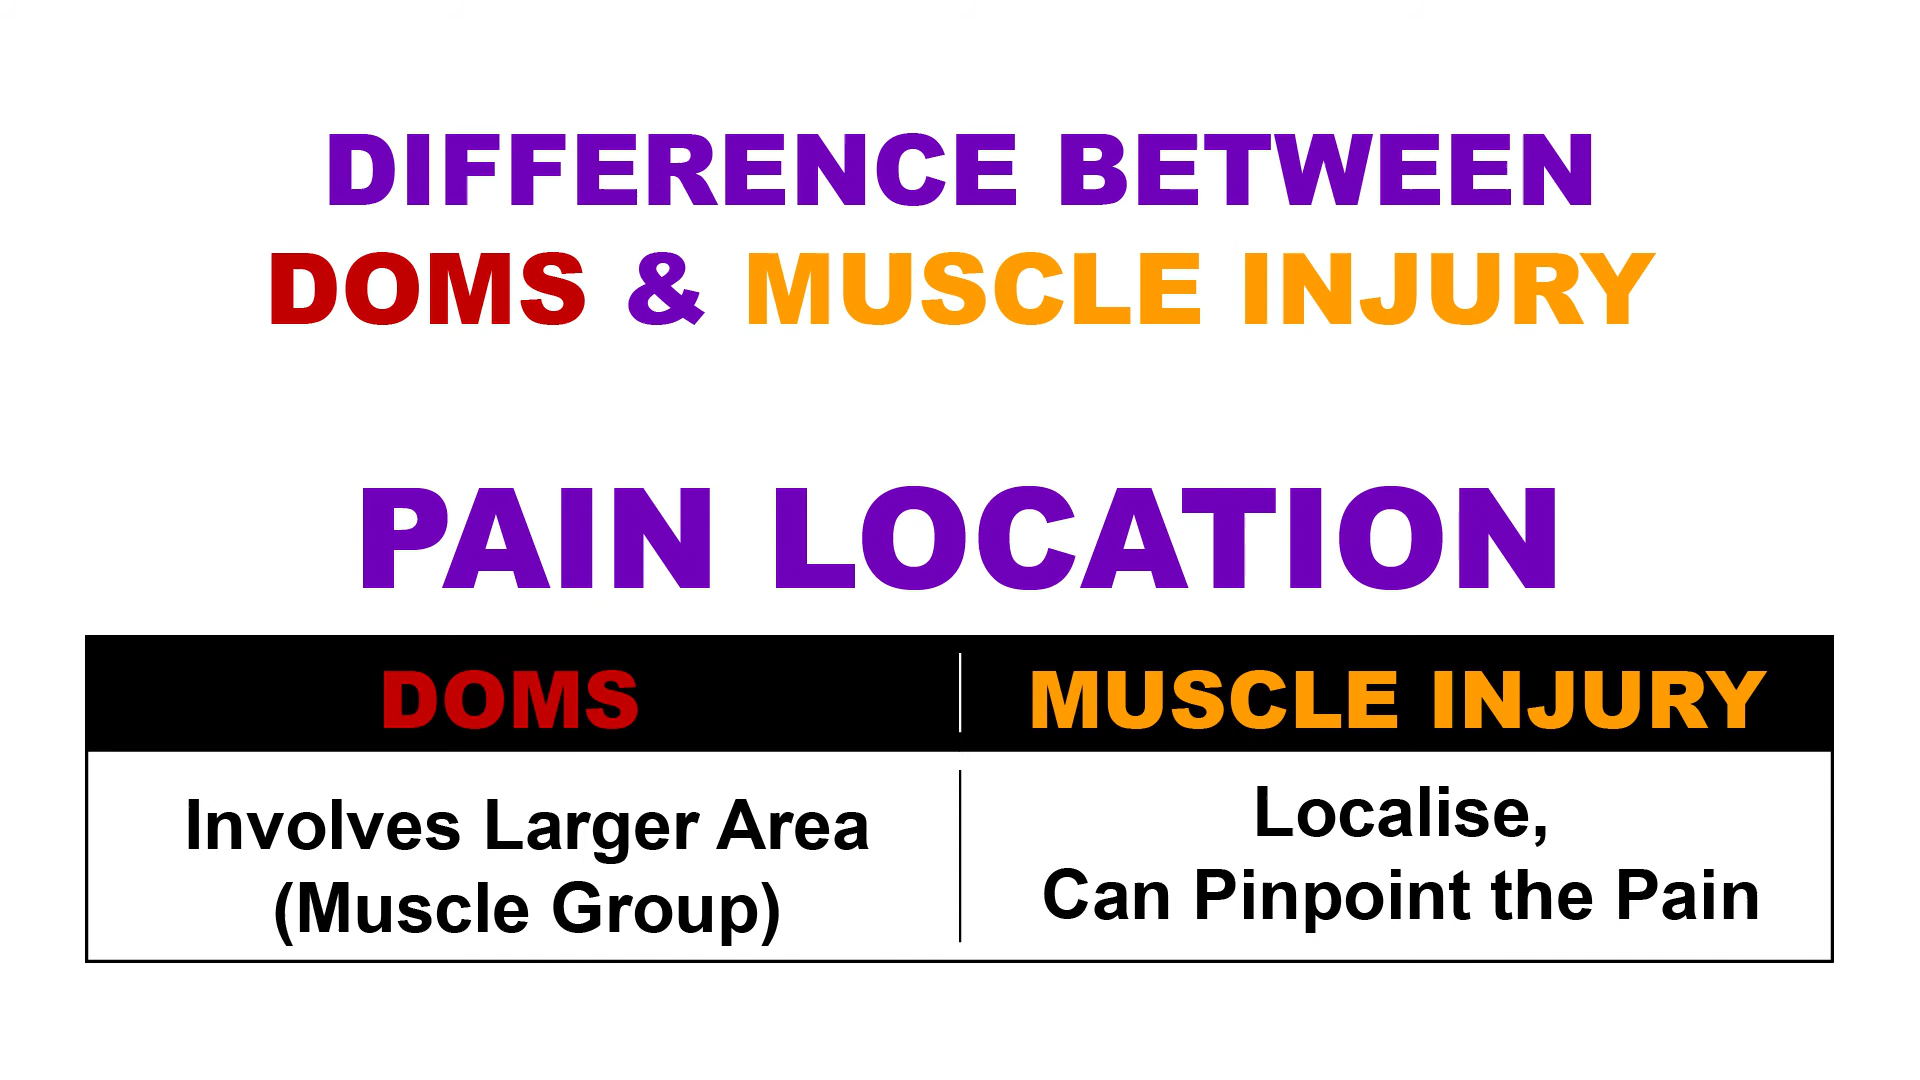 DIFFERENCE BETWEEN
DOMS & MUSCLE INJURY
PAIN LOCATION
DOMS
MUSCLE INJURY
Involves Larger Area
(Muscle Group)
Localise,
Can Pinpoint the Pain